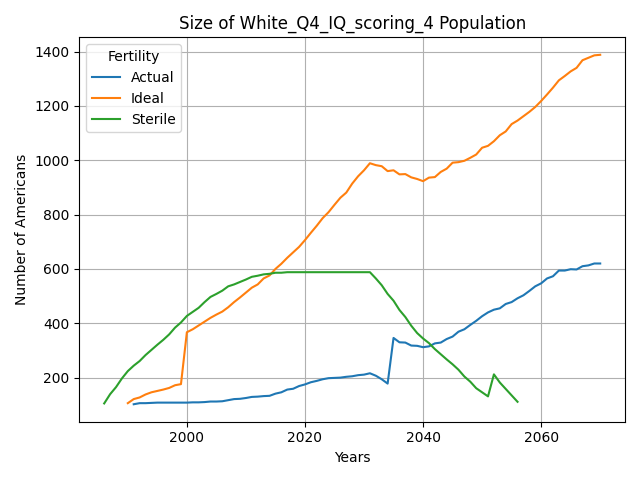 Size of White_Q4_IQ_scoring_4 Population
Fertility
Actual
Ideal
Sterile
Number of Americans
1400
1200
1000
800
600
400
200
2000
2020
2040
2060
Years